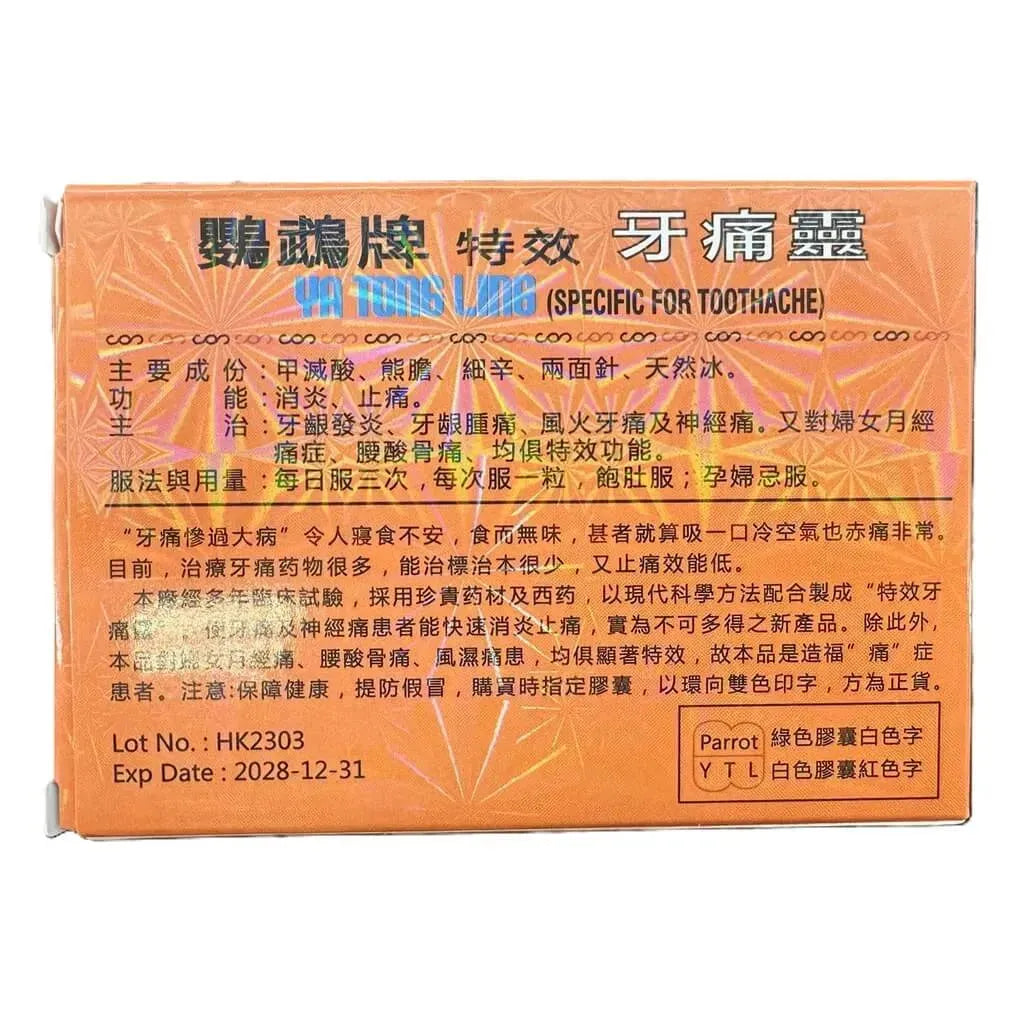 鸚鵡牌 特效 牙痛靈
YA TONG LING (SPECIFIC FOR TOOTHACHE)
主要成份：甲滅酸、熊膽、細辛、兩面針、天然冰。
功能：消炎、止痛。
主治：牙齦發炎、牙龈腫痛、風火牙痛及神經痛。又對婦女月經
痛症、腰酸骨痛、均俱特效功能。
服法與用量：每日服三次，每次服一粒，飽肚服；孕婦忌服。
“牙痛慘過大病”令人寢食不安，食而無味，甚者就算吸一口冷空氣也赤痛非常。
目前，治療牙痛药物很多，能治標治本很少，又止痛效能低。
本廠經多年臨床試驗，採用珍貴药材及西药，以現代科學方法配合製成“特效牙
痛靈”。使牙痛及神經痛患者能快速消炎止痛，實為不可多得之新產品。除此外，
本品對婦女月經痛、腰酸骨痛、風濕痛患，均俱顯著特效，故本品是造福“痛”症
患者。注意:保障健康，提防假冒，購買時指定膠囊，以環向雙色印字，方為正貨。
Lot No. : HK2303
Exp Date : 2028-12-31
Parrot 綠色膠囊白色字
Y T L 白色膠囊紅色字